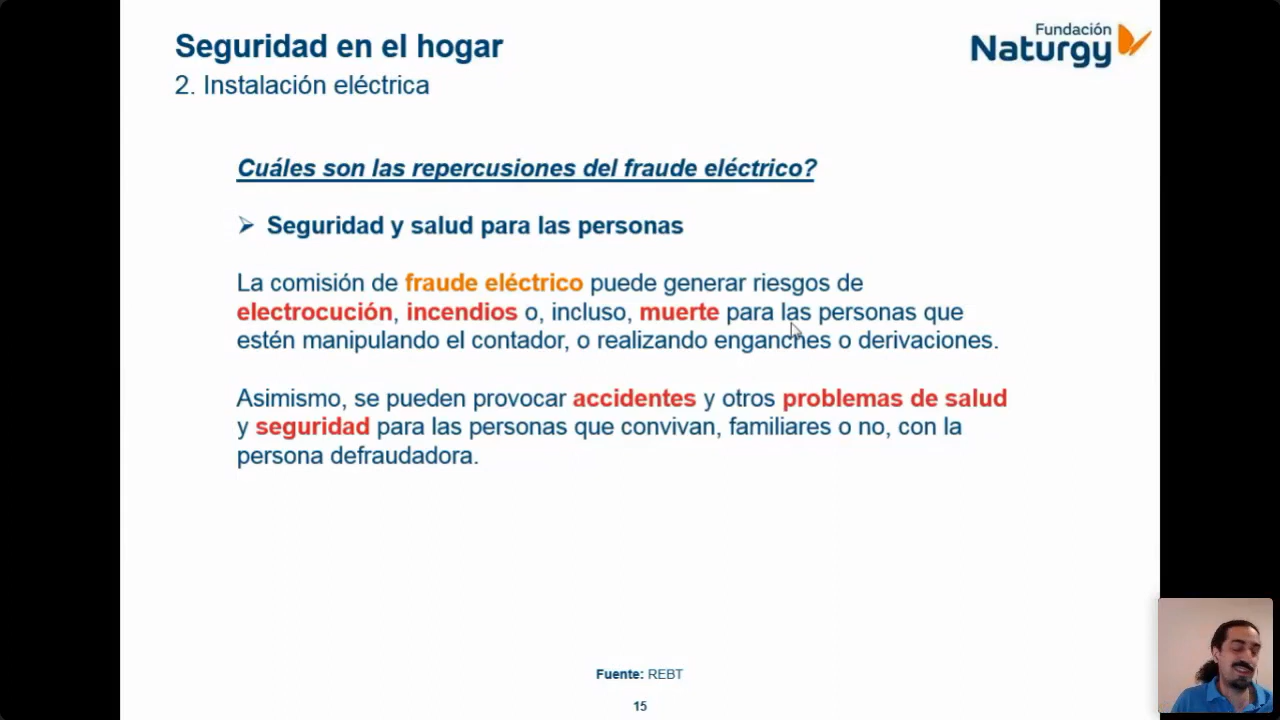 Seguridad en el hogar
2. Instalación eléctrica
Fundación
Naturgy
Cuáles son las repercusiones del fraude eléctrico?
Seguridad y salud para las personas
La comisión de fraude eléctrico puede generar riesgos de
electrocución, incendios o, incluso, muerte para las personas que
estén manipulando el contador, o realizando enganches o derivaciones.
Asimismo, se pueden provocar accidentes y otros problemas de salud
y seguridad para las personas que convivan, familiares o no, con la
persona defraudadora.
Fuente: REBT
15